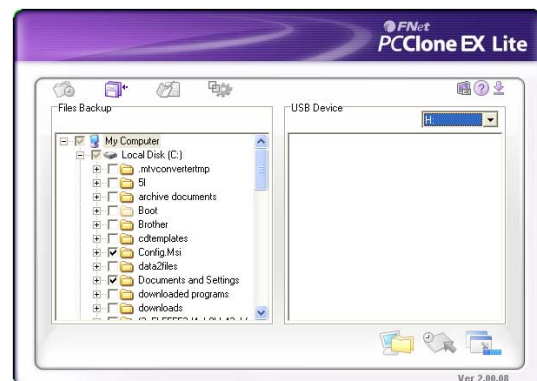 FNet
PCClone EX Lite
Files Backup
USB Device
H:
My Computer
Local Disk (C:)
.mtvconvertertmp
5I
archive documents
Boot
Brother
cdtemplates
Config.Msi
data2files
Documents and Settings
downloaded programs
downloads
Ver 2.00.08